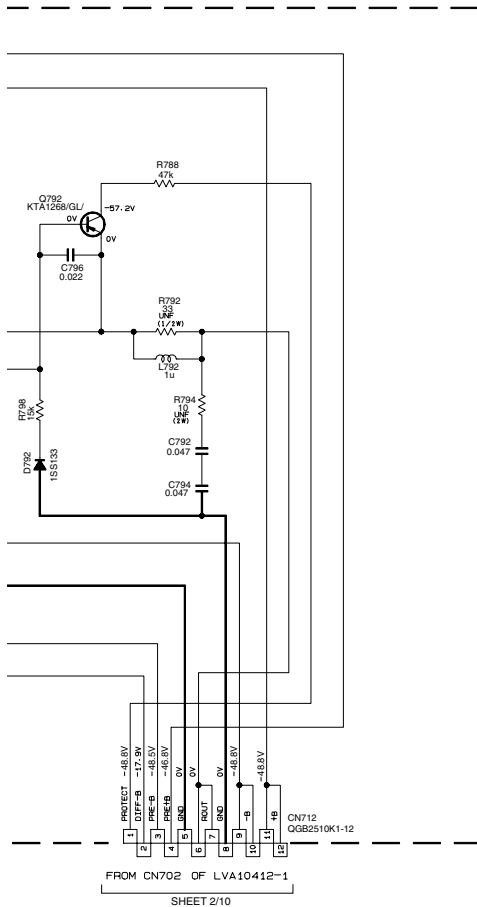 R788
47k
Q792
KTA1268/GL/
-57.2V
0V
0V
C796
0.022
R792
33
UNF
(1/2W)
L792
1u
R794
10
UNF
(2W)
R798
15k
C792
0.047
D792
1SS133
C794
0.047
PROTECT -48.8V
DIFF-B -17.9V
PRE-B -48.5V
PRE+B -46.8V
GND 0V
ROUT 0V
GND
-B -48.8V
+B -48.8V
1
2
3
4
5
6
7
8
9
10
11
12
CN712
QGB2510K1-12
FROM CN702 OF LVA10412-1
SHEET 2/10